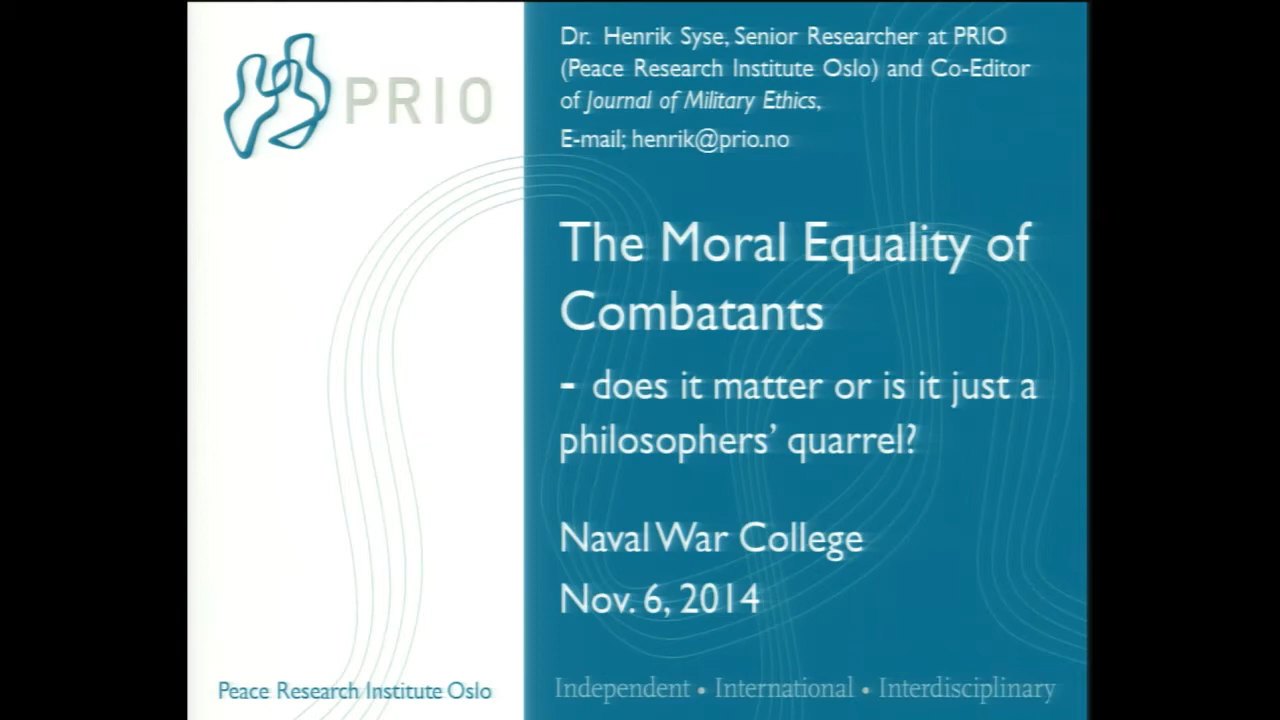 PRIO
Dr. Henrik Syse, Senior Researcher at PRIO
(Peace Research Institute Oslo) and Co-Editor
of Journal of Military Ethics,
E-mail; henrik@prio.no
The Moral Equality of
Combatants
- does it matter or is it just a
philosophers' quarrel?
Naval War College
Nov. 6, 2014
Peace Research Institute Oslo
Independent • International • Interdisciplinary